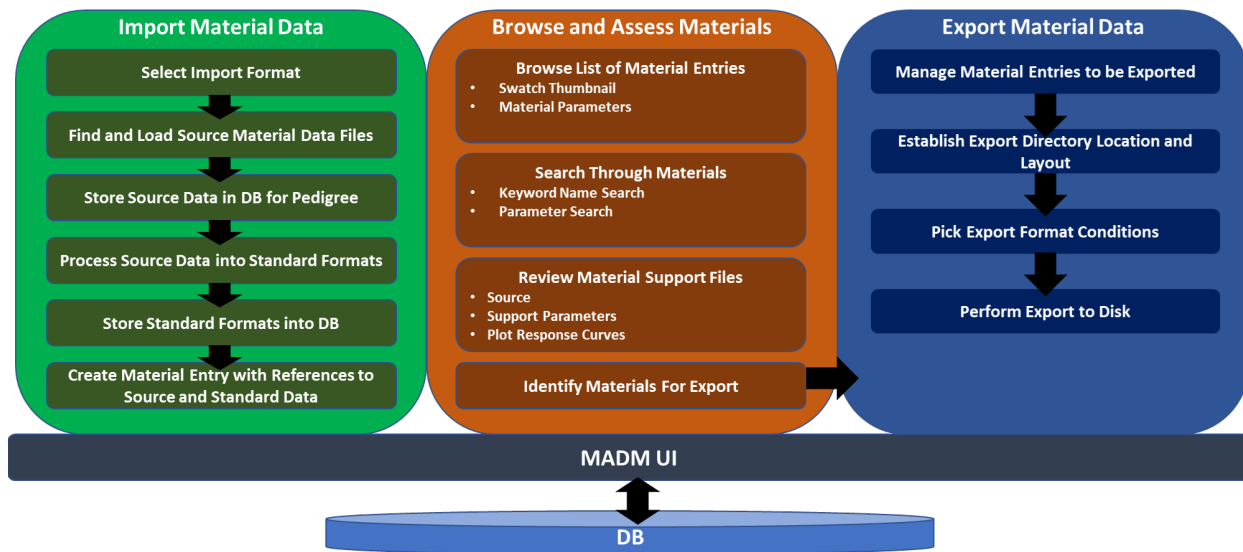 Import Material Data
Select Import Format
Find and Load Source Material Data Files
Store Source Data in DB for Pedigree
Process Source Data into Standard Formats
Store Standard Formats into DB
Create Material Entry with References to
Source and Standard Data
Browse and Assess Materials
Browse List of Material Entries
• Swatch Thumbnail
• Material Parameters
Search Through Materials
• Keyword Name Search
• Parameter Search
Review Material Support Files
• Source
• Support Parameters
• Plot Response Curves
Identify Materials For Export
Export Material Data
Manage Material Entries to be Exported
Establish Export Directory Location and
Layout
Pick Export Format Conditions
Perform Export to Disk
MADM UI
DB